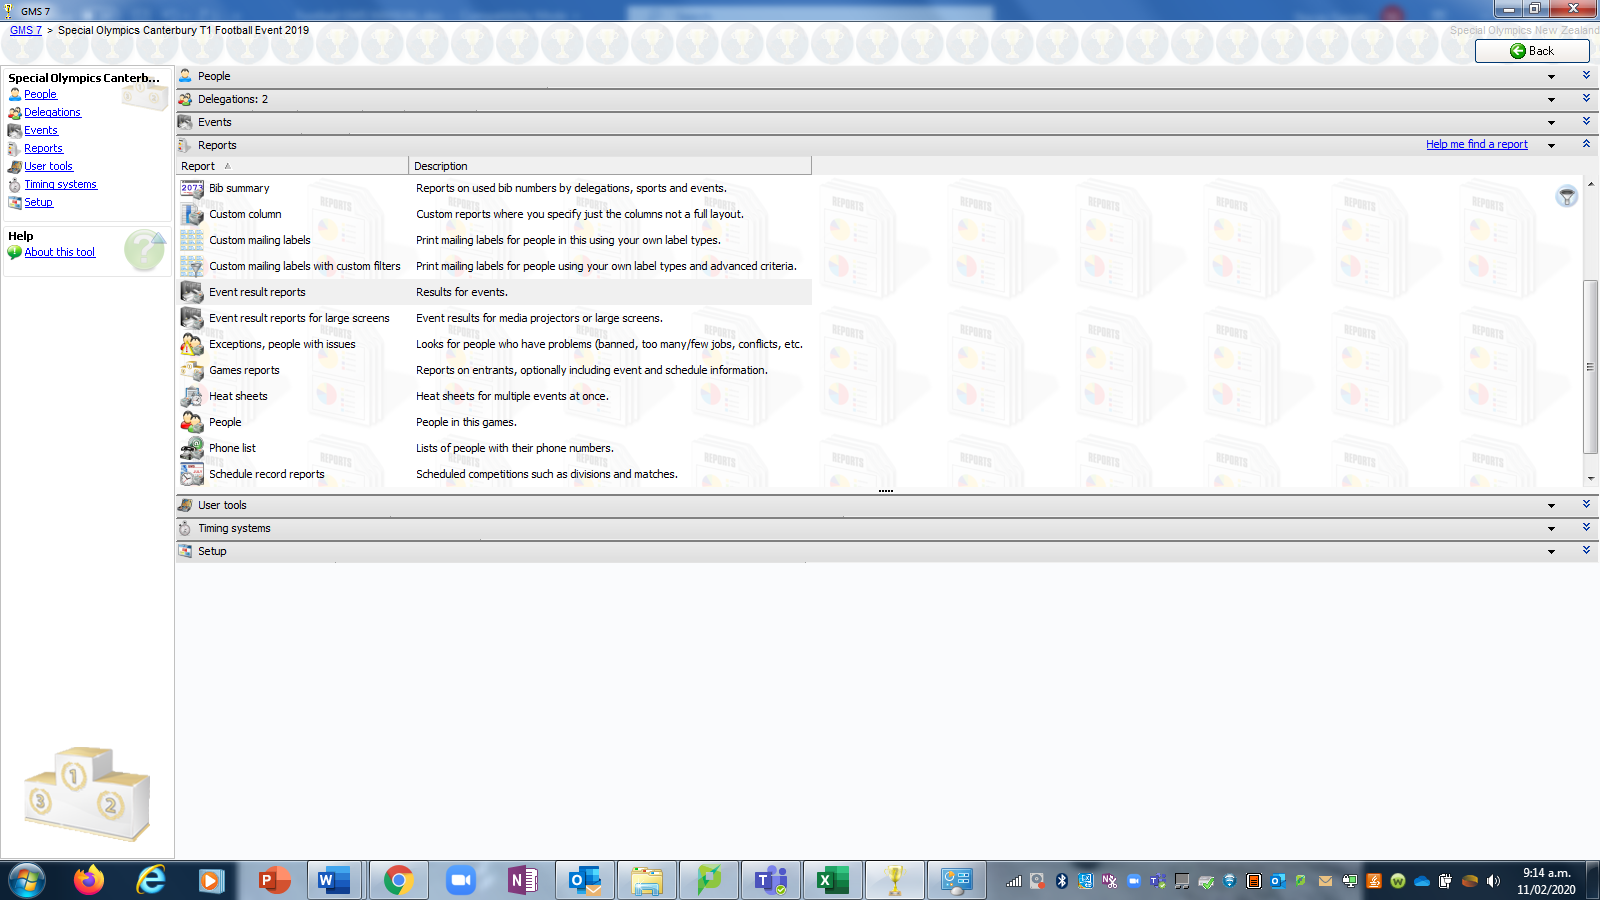 GMS 7
GMS 7 > Special Olympics Canterbury T1 Football Event 2019
Special Olympics New Zealand
Back
Special Olympics Canterb...
People
Delegations
Events
Reports
User tools
Timing systems
Setup
Help
About this tool
People
Delegations: 2
Events
Reports
Help me find a report
Report Description
Bib summary Reports on used bib numbers by delegations, sports and events.
Custom column Custom reports where you specify just the columns not a full layout.
Custom mailing labels Print mailing labels for people in this using your own label types.
Custom mailing labels with custom filters Print mailing labels for people using your own label types and advanced criteria.
Event result reports Results for events.
Event result reports for large screens Event results for media projectors or large screens.
Exceptions, people with issues Looks for people who have problems (banned, too many/few jobs, conflicts, etc.
Games reports Reports on entrants, optionally including event and schedule information.
Heat sheets Heat sheets for multiple events at once.
People People in this games.
Phone list Lists of people with their phone numbers.
Schedule record reports Scheduled competitions such as divisions and matches.
User tools
Timing systems
Setup
1
3 2
9:14 a.m.
11/02/2020